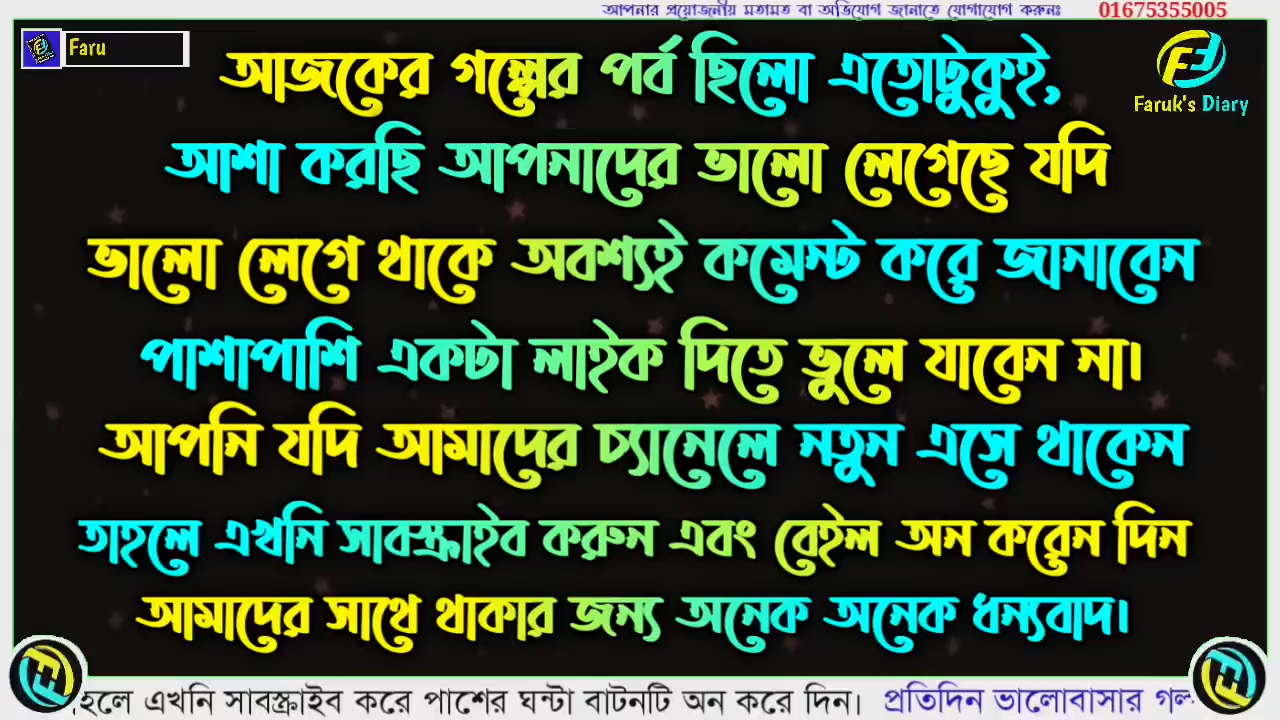 আপনার প্রয়োজনীয় মতামত বা অভিযোগ জানাতে যোগাযোগ করুনঃ 01675355005
Faru
Faruk's Diary
আজকের গল্পের পর্ব ছিলো এতোটুকুই,
আশা করছি আপনাদের ভালো লেগেছে যদি
ভালো লেগে থাকে অবশ্যই কমেন্ট করে জানাবেন
পাশাপাশি একটা লাইক দিতে ভুলে যাবেন না।
আপনি যদি আমাদের চ্যানেলে নতুন এসে থাকেন
তাহলে এখনি সাবস্ক্রাইব করুন এবং বেইল অন করেন দিন
আমাদের সাথে থাকার জন্য অনেক অনেক ধন্যবাদ।
হলে এখনি সাবস্ক্রাইব করে পাশের ঘন্টা বাটনটি অন করে দিন। প্রতিদিন ভালোবাসার গল